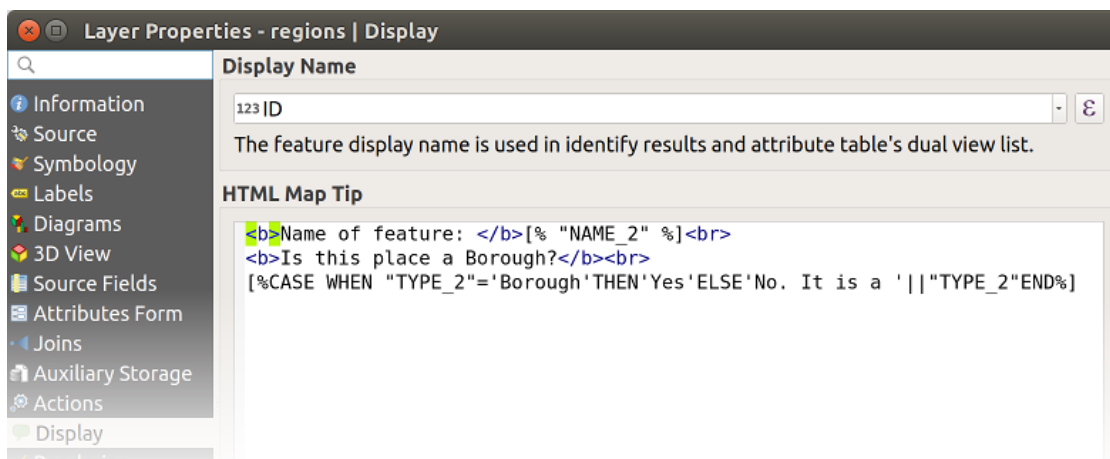 Layer Properties - regions | Display
Display Name
Information
123 ID
ε
Source
The feature display name is used in identify results and attribute table's dual view list.
Symbology
Labels
HTML Map Tip
Diagrams
<b>Name of feature: </b>[% "NAME_2" %]<br>
3D View
<b>Is this place a Borough?</b><br>
Source Fields
[%CASE WHEN "TYPE_2"='Borough'THEN'Yes'ELSE'No. It is a '||"TYPE_2"END%]
Attributes Form
Joins
Auxiliary Storage
Actions
Display